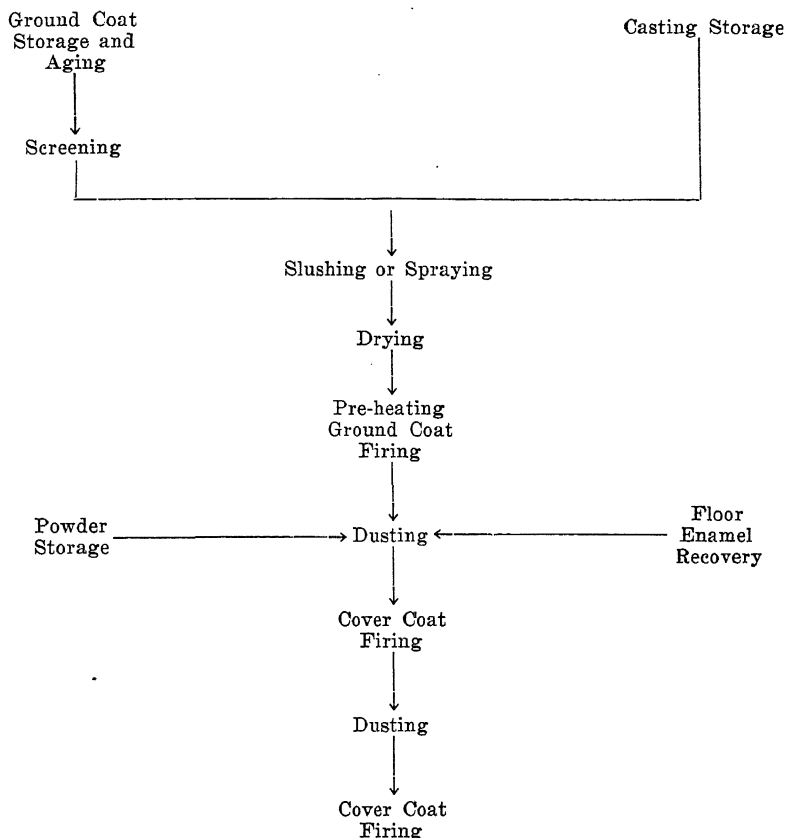 Ground Coat
Storage and
Aging
Casting Storage
Screening
Slushing or Spraying
Drying
Pre-heating
Ground Coat
Firing
Powder
Storage
Dusting
Floor
Enamel
Recovery
Cover Coat
Firing
Dusting
Cover Coat
Firing